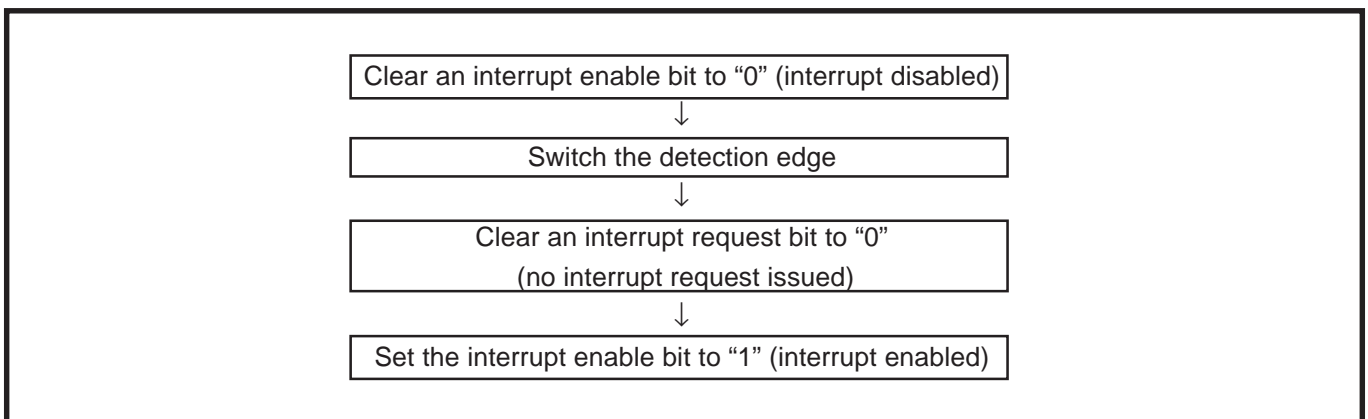 Clear an interrupt enable bit to “0” (interrupt disabled)
↓
Switch the detection edge
↓
Clear an interrupt request bit to “0”
(no interrupt request issued)
↓
Set the interrupt enable bit to “1” (interrupt enabled)